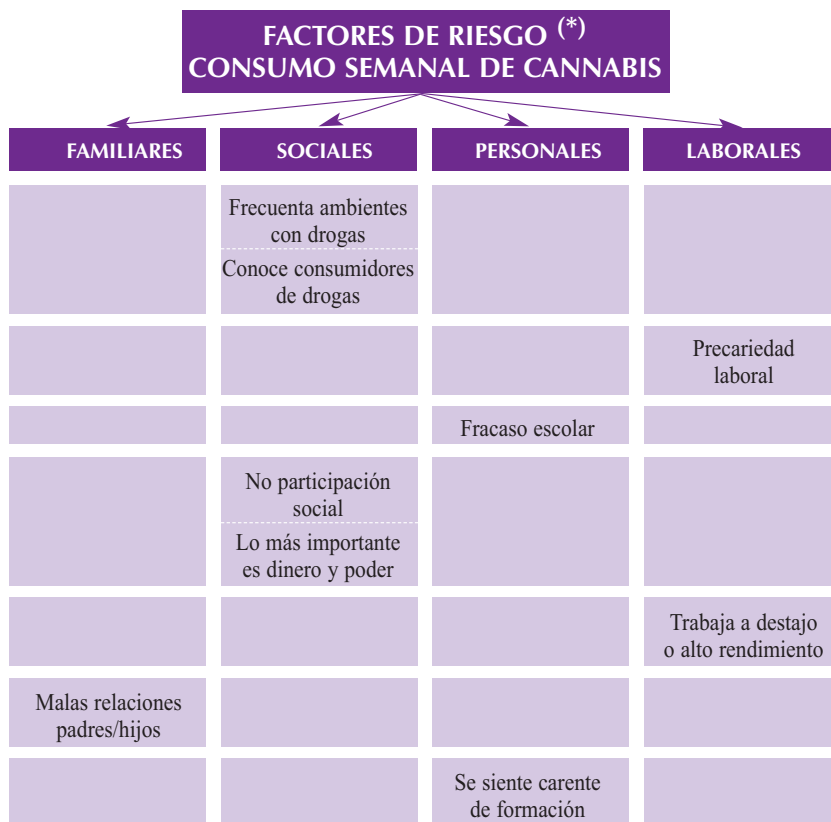 FACTORES DE RIESGO (*)
CONSUMO SEMANAL DE CANNABIS
FAMILIARES
SOCIALES
PERSONALES
LABORALES
Frecuenta ambientes
con drogas
Conoce consumidores
de drogas
Precariedad
laboral
Fracaso escolar
No participación
social
Lo más importante
es dinero y poder
Trabaja a destajo
o alto rendimiento
Malas relaciones
padres/hijos
Se siente carente
de formación